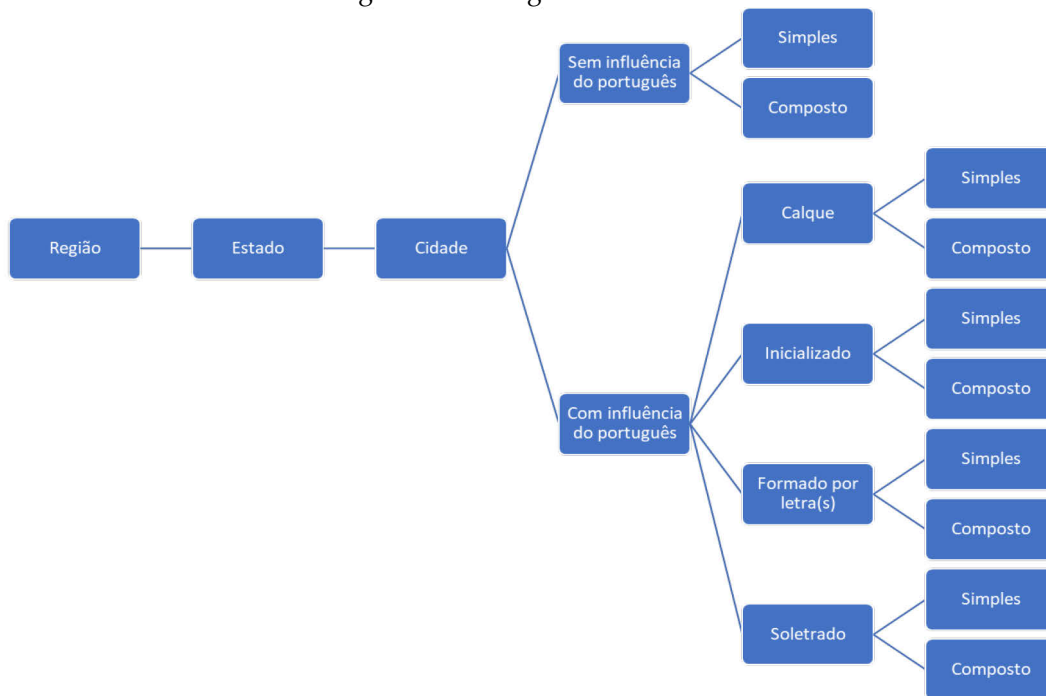 Simples
Sem influência
do português
Composto
Simples
Calque
Composto
Região
Estado
Cidade
Simples
Inicializado
Composto
Com influência
do português
Simples
Formado por
letra(s)
Composto
Simples
Soletrado
Composto